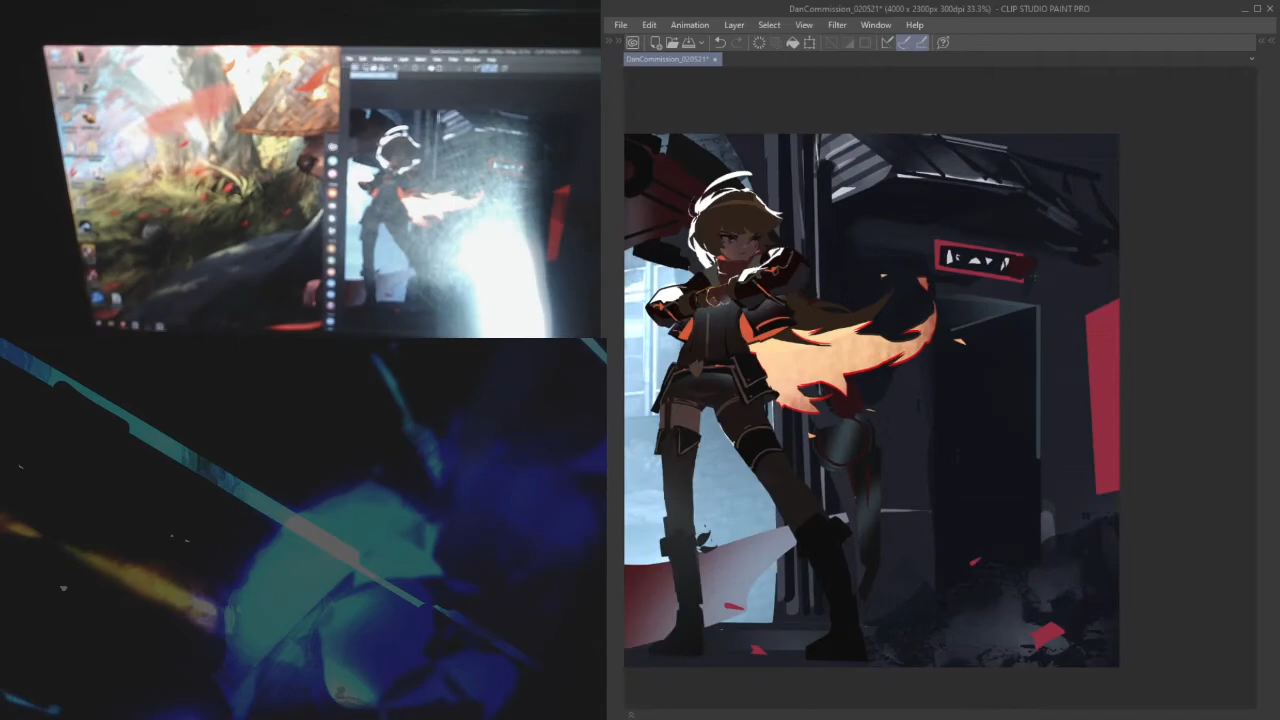 DanCommission_020521* (4000 x 2300px 300dpi 33.3%) - CLIP STUDIO PAINT PRO
File Edit Animation Layer Select View Filter Window Help
DanCommission_020521*